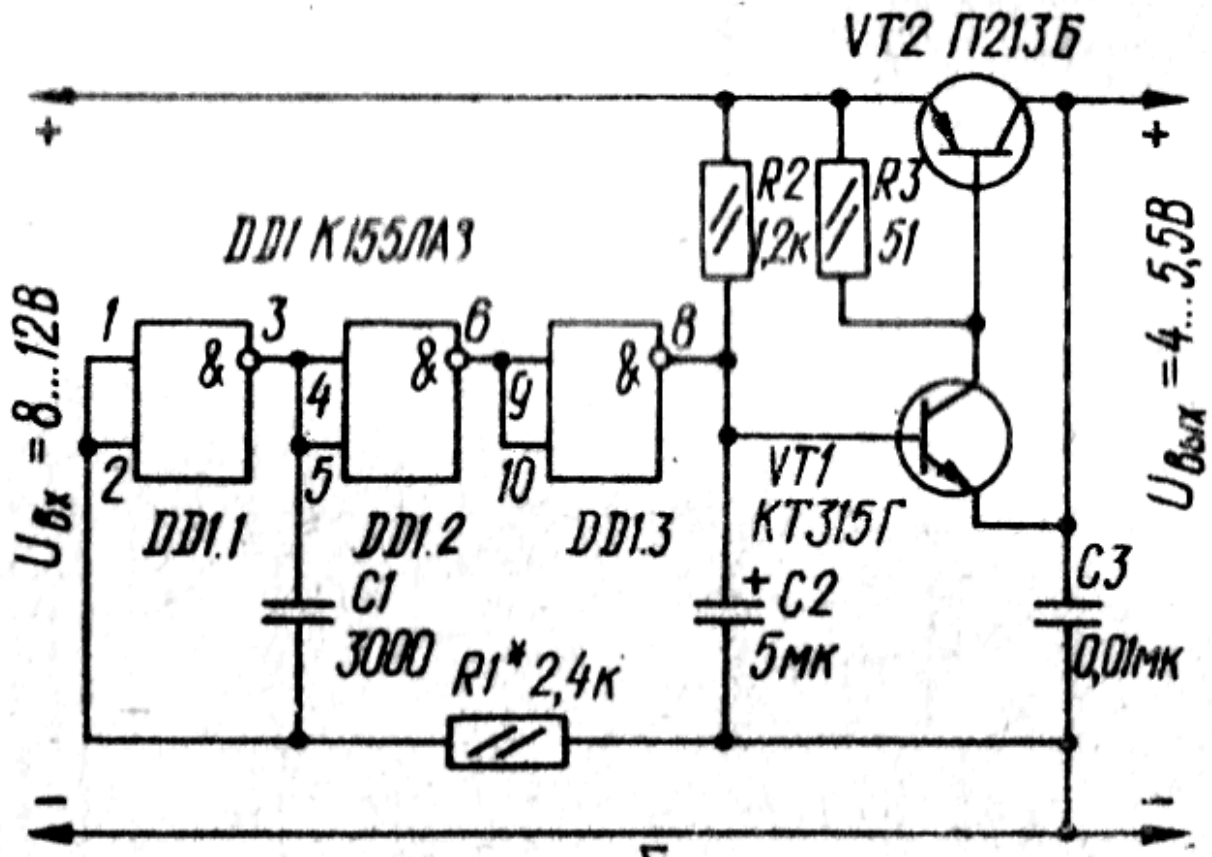 VT2 П213Б
+
+
R2
1,2к
R3
51
DD1 К155ЛА3
Uвх = 8...12В
Uвых = 4...5,5В
1
2
&
3
4
5
&
6
9
10
&
8
DD1.1
DD1.2
DD1.3
VT1
КТ315Г
C1
3000
R1* 2,4к
+ C2
5мк
C3
0,01мк
−